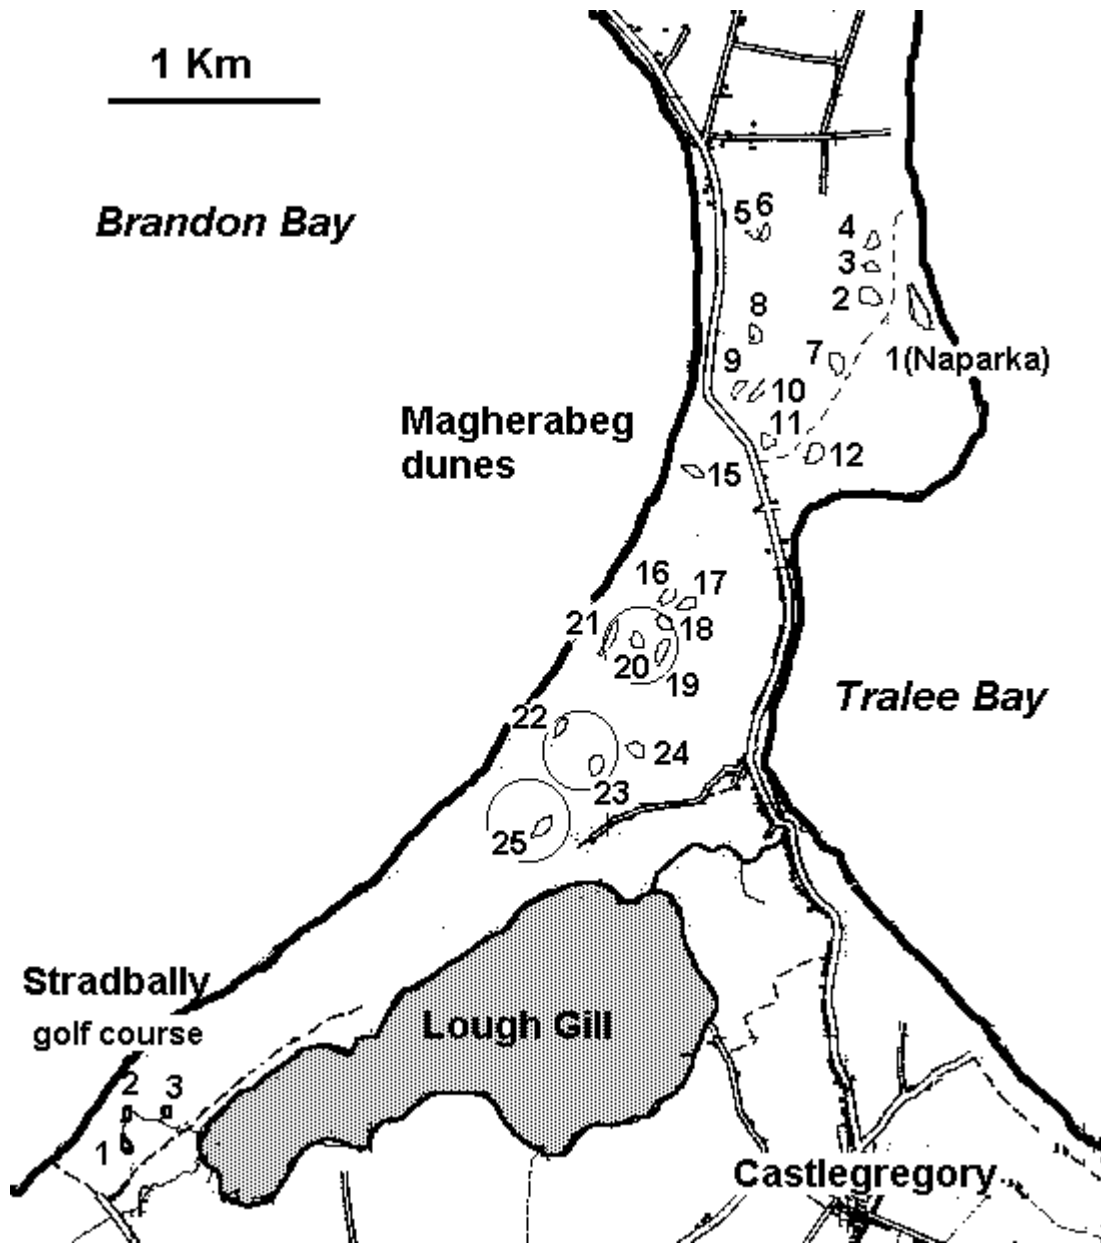 1 Km
Brandon Bay
5 6
4
3
2
8
7
1(Naparka)
9
10
Magherabeg
dunes
11
12
15
16 17
21
18
20
19
Tralee Bay
22
24
23
25
Stradbally
golf course
Lough Gill
2 3
1
Castlegregory